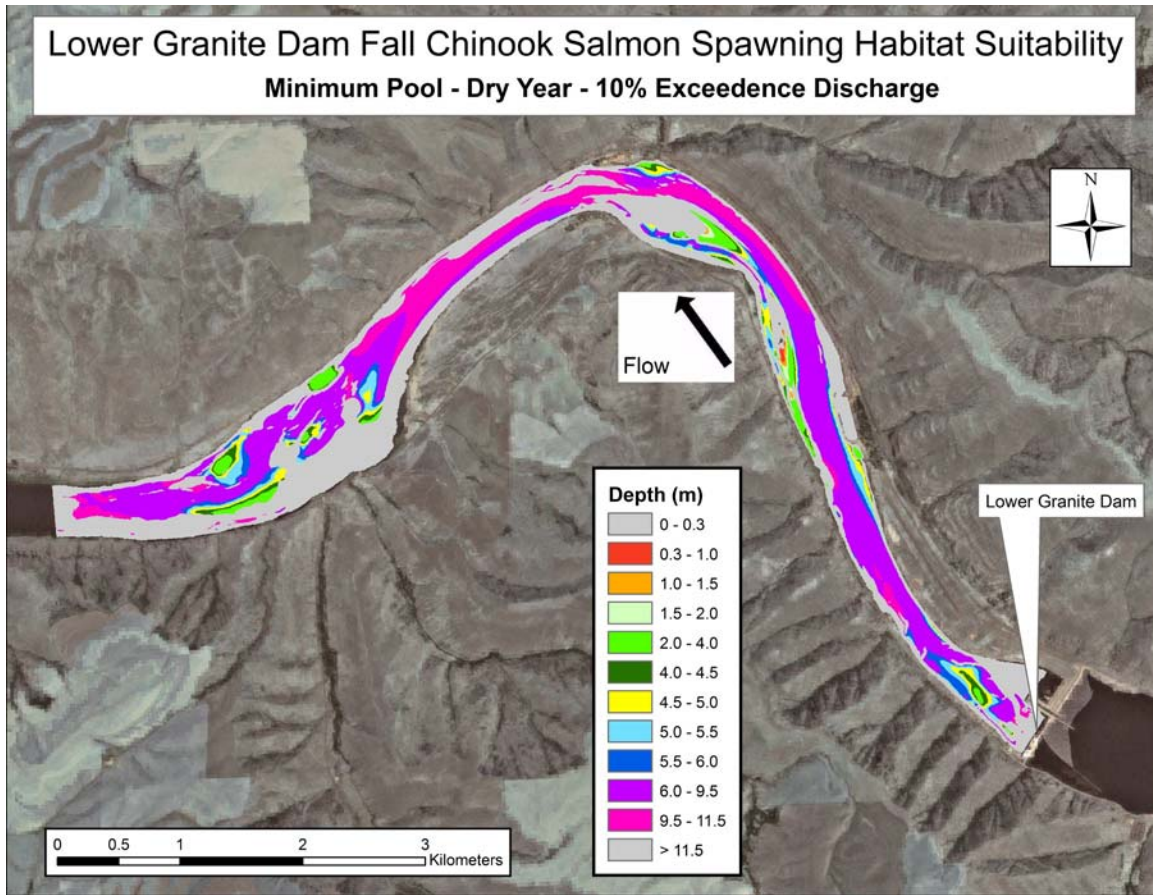 Lower Granite Dam Fall Chinook Salmon Spawning Habitat Suitability
Minimum Pool - Dry Year - 10% Exceedence Discharge
N
Flow
Lower Granite Dam
Depth (m)
0 - 0.3
0.3 - 1.0
1.0 - 1.5
1.5 - 2.0
2.0 - 4.0
4.0 - 4.5
4.5 - 5.0
5.0 - 5.5
5.5 - 6.0
6.0 - 9.5
9.5 - 11.5
> 11.5
0 0.5 1 2 3
Kilometers